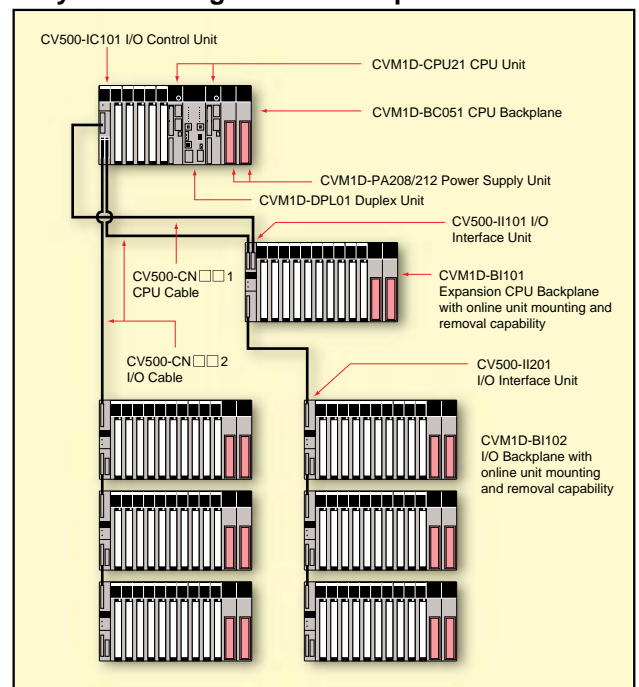 CV500-IC101 I/O Control Unit
CVM1D-CPU21 CPU Unit
CVM1D-BC051 CPU Backplane
CVM1D-PA208/212 Power Supply Unit
CVM1D-DPL01 Duplex Unit
CV500-II101 I/O
Interface Unit
CV500-CN□□1
CPU Cable
CVM1D-BI101
Expansion CPU Backplane
with online unit mounting and
removal capability
CV500-CN□□2
I/O Cable
CV500-II201
I/O Interface Unit
CVM1D-BI102
I/O Backplane with
online unit mounting
and removal capability